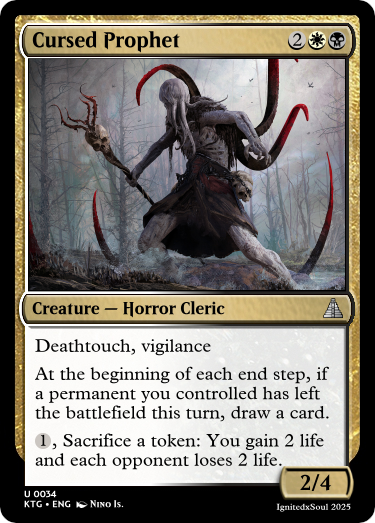 Cursed Prophet 2
Creature — Horror Cleric
Deathtouch, vigilance
At the beginning of each end step, if
a permanent you controlled has left
the battlefield this turn, draw a card.
1, Sacrifice a token: You gain 2 life
and each opponent loses 2 life.
2/4
U 0034
KTG • ENG Nino Is.
IgnitedxSoul 2025